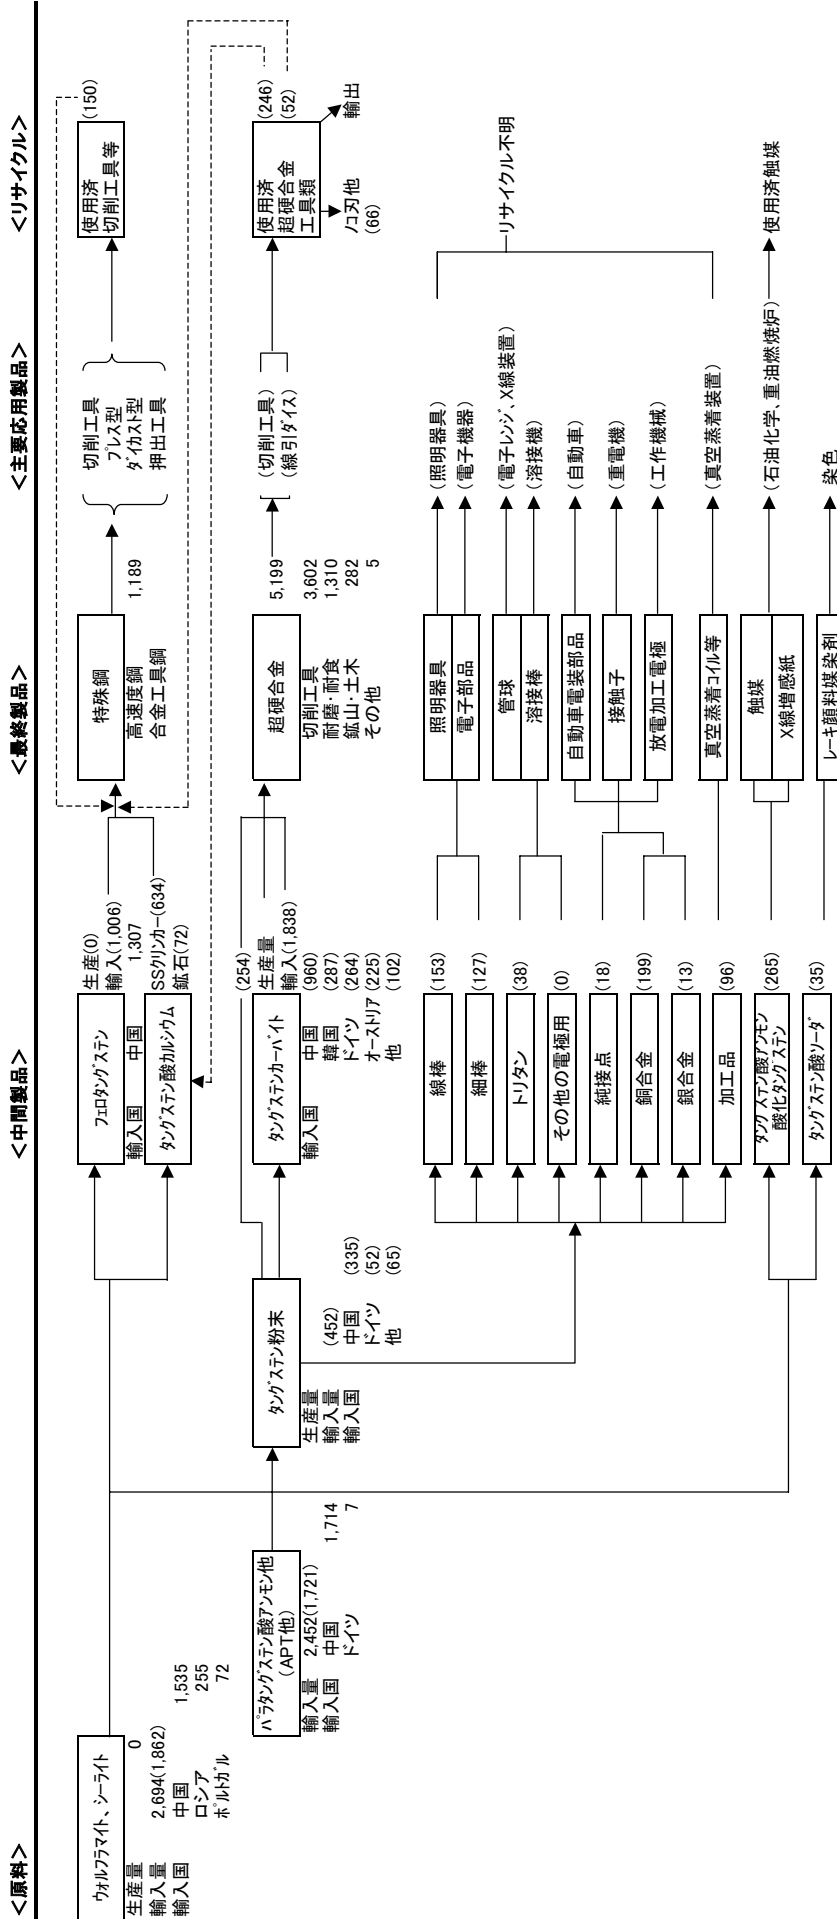 <原料>
<中間製品>
<最終製品>
<主要応用製品>
<リサイクル>
ウォルフラマイト、シーライト
生産量 0
輸入量 2,694(1,862)
輸入国 中国 1,535
ロシア 255
ポルトガル 72
パラタングステン酸アンモン他
(APT他)
輸入量 2,452(1,721)
輸入国 中国 1,714
ドイツ 7
タングステン粉末
生産量
輸入量 (452)
輸入国 中国 (335)
ドイツ (52)
他 (65)
フェロタングステン
生産(0)
輸入(1,006)
輸入国 中国 1,307
タングステン酸カルシウム
SSクリンカー(634)
鉱石(72)
(254)
タングステンカーバイト
生産量
輸入(1,838)
輸入国 中国 (960)
韓国 (287)
ドイツ (264)
オーストリア (225)
他 (102)
線棒 (153)
細棒 (127)
トリタン (38)
その他の電極用 (0)
純接点 (18)
銅合金 (199)
銀合金 (13)
加工品 (96)
タングステン酸アンモン
酸化タングステン (265)
タングステン酸ソーダ (35)
特殊鋼
高速度鋼
合金工具鋼
1,189
超硬合金
5,199
切削工具 3,602
耐磨・耐食 1,310
鉱山・土木 282
その他 5
照明器具
電子部品
管球
溶接棒
自動車電装部品
接触子
放電加工電極
真空蒸着コイル等
触媒
X線増感紙
レーキ顔料媒染剤
切削工具
プレス型
ダイカスト型
押出工具
(切削工具)
(線引ダイス)
(照明器具)
(電子機器)
(電子レンジ、X線装置)
(溶接機)
(自動車)
(重電機)
(工作機械)
(真空蒸着装置)
(石油化学、重油燃焼炉)
染色
使用済
切削工具等
(150)
使用済
超硬合金
工具類
(246)
(52)
ノコ刃他
(66)
輸出
リサイクル不明
使用済触媒